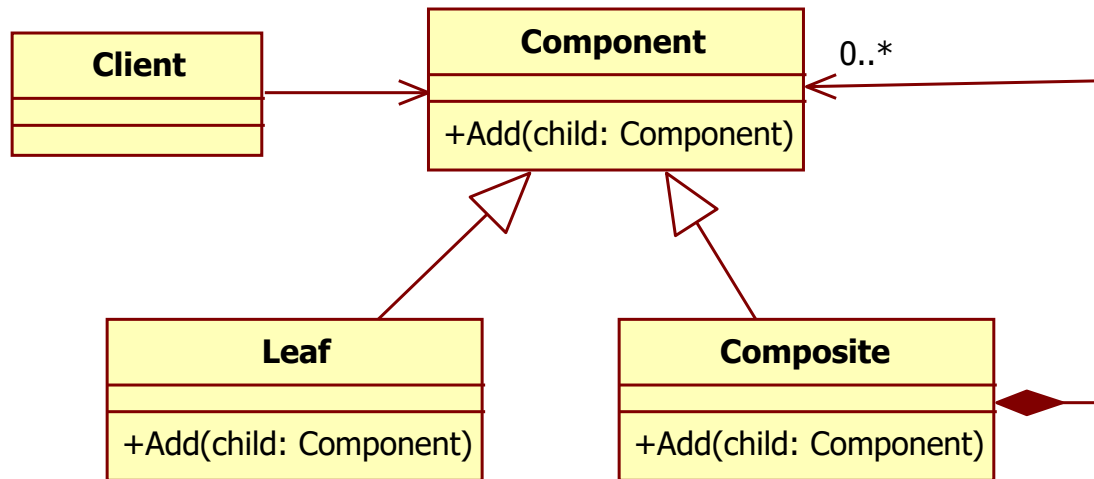 Client
Component
0..*
+Add(child: Component)
Leaf
Composite
+Add(child: Component)
+Add(child: Component)